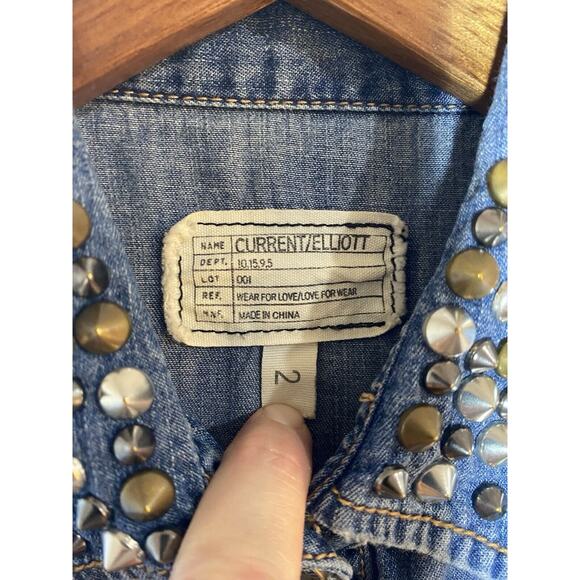 NAME CURRENT/ELLIOTT
DEPT. 10.15.9.5
LOT 001
REF. WEAR FOR LOVE/LOVE FOR WEAR
MNF. MADE IN CHINA
2